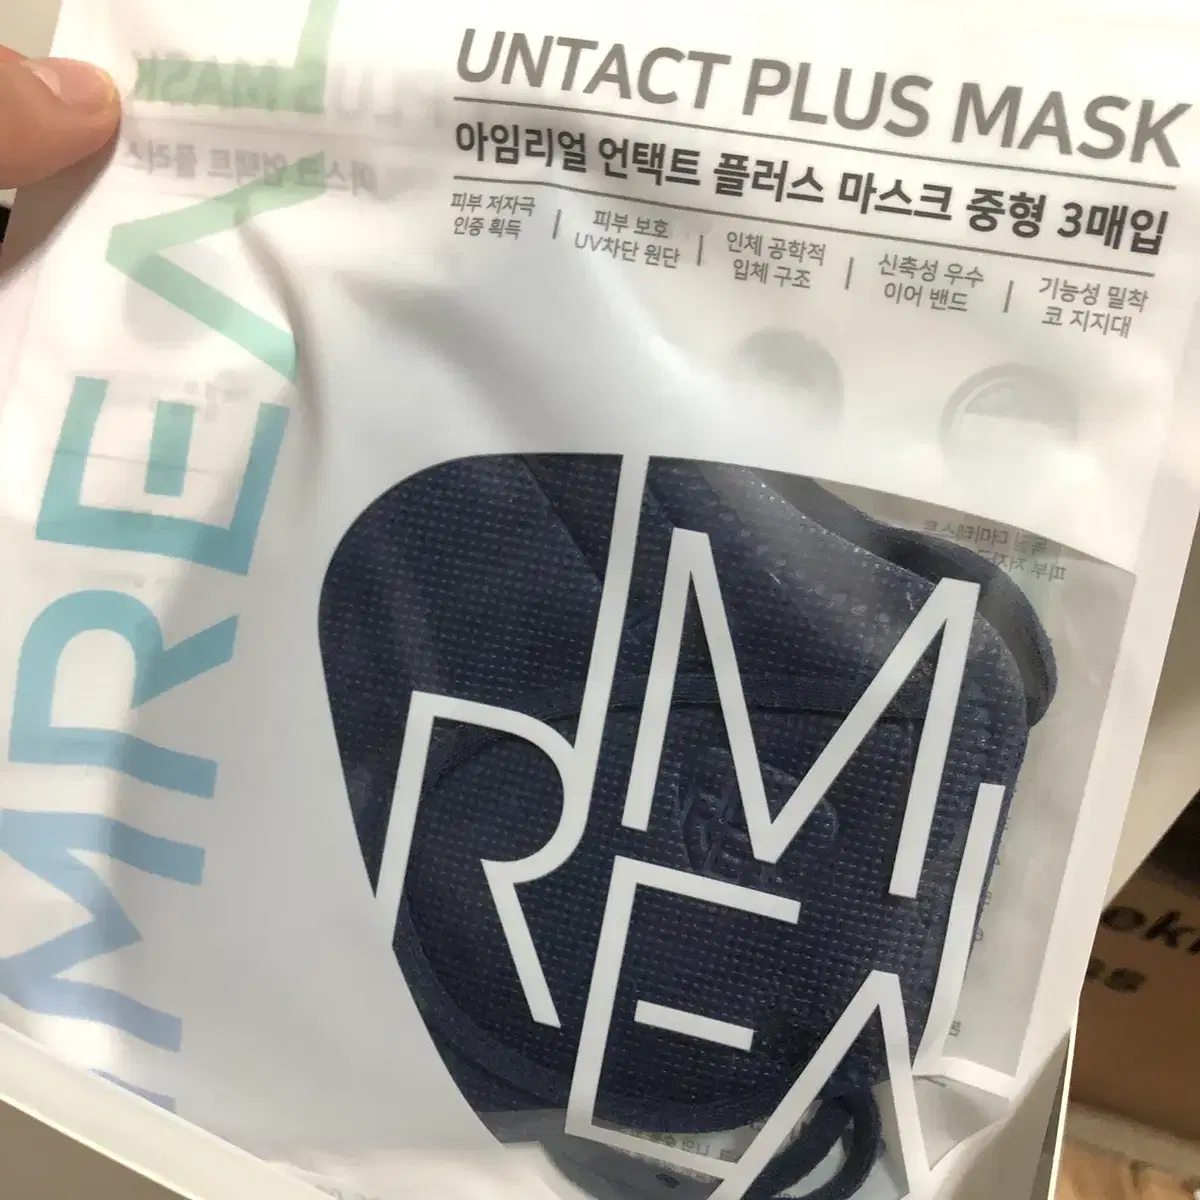 UNTACT PLUS MASK
아임리얼 언택트 플러스 마스크 중형 3매입
피부 저자극
인증 획득
피부 보호
UV차단 원단
인체 공학적
입체 구조
신축성 우수
이어 밴드
기능성 밀착
코 지지대
IMREAL
IM
REA